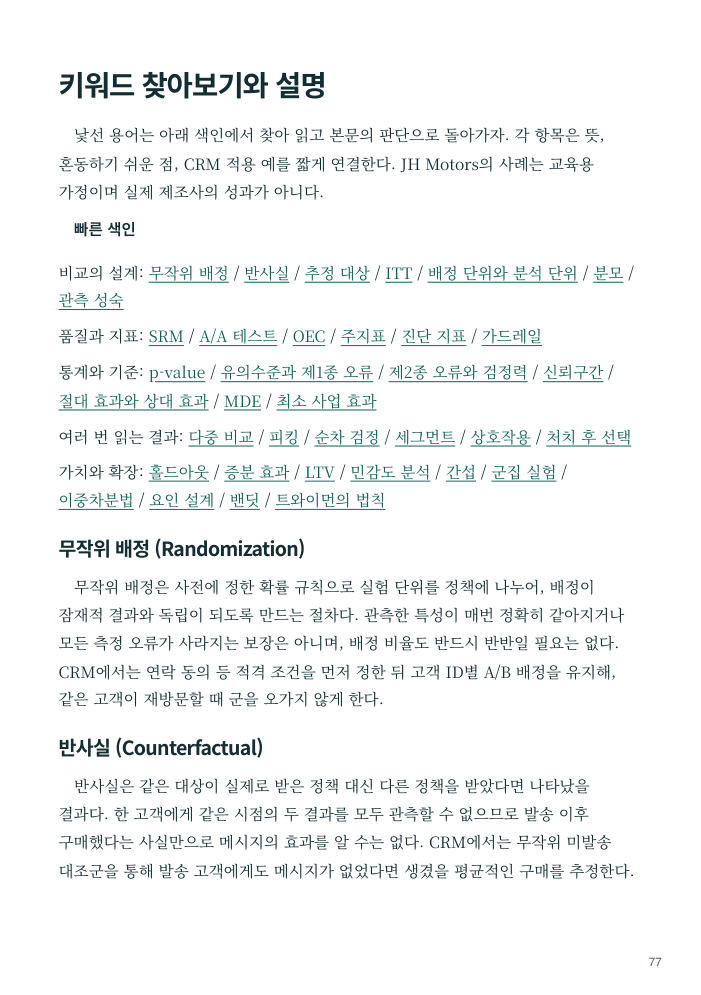 키워드 찾아보기와 설명
낯선 용어는 아래 색인에서 찾아 읽고 본문의 판단으로 돌아가자. 각 항목은 뜻,
혼동하기 쉬운 점, CRM 적용 예를 짧게 연결한다. JH Motors의 사례는 교육용
가정이며 실제 제조사의 성과가 아니다.
빠른 색인
비교의 설계: 무작위 배정 / 반사실 / 추정 대상 / ITT / 배정 단위와 분석 단위 / 분모 /
관측 성숙
품질과 지표: SRM / A/A 테스트 / OEC / 주지표 / 진단 지표 / 가드레일
통계와 기준: p-value / 유의수준과 제1종 오류 / 제2종 오류와 검정력 / 신뢰구간 /
절대 효과와 상대 효과 / MDE / 최소 사업 효과
여러 번 읽는 결과: 다중 비교 / 피킹 / 순차 검정 / 세그먼트 / 상호작용 / 처치 후 선택
가치와 확장: 홀드아웃 / 증분 효과 / LTV / 민감도 분석 / 간섭 / 군집 실험 /
이중차분법 / 요인 설계 / 밴딧 / 트와이먼의 법칙
무작위 배정 (Randomization)
무작위 배정은 사전에 정한 확률 규칙으로 실험 단위를 정책에 나누어, 배정이
잠재적 결과와 독립이 되도록 만드는 절차다. 관측한 특성이 매번 정확히 같아지거나
모든 측정 오류가 사라지는 보장은 아니며, 배정 비율도 반드시 반반일 필요는 없다.
CRM에서는 연락 동의 등 적격 조건을 먼저 정한 뒤 고객 ID별 A/B 배정을 유지해,
같은 고객이 재방문할 때 군을 오가지 않게 한다.
반사실 (Counterfactual)
반사실은 같은 대상이 실제로 받은 정책 대신 다른 정책을 받았다면 나타났을
결과다. 한 고객에게 같은 시점의 두 결과를 모두 관측할 수 없으므로 발송 이후
구매했다는 사실만으로 메시지의 효과를 알 수는 없다. CRM에서는 무작위 미발송
대조군을 통해 발송 고객에게도 메시지가 없었다면 생겼을 평균적인 구매를 추정한다.
77